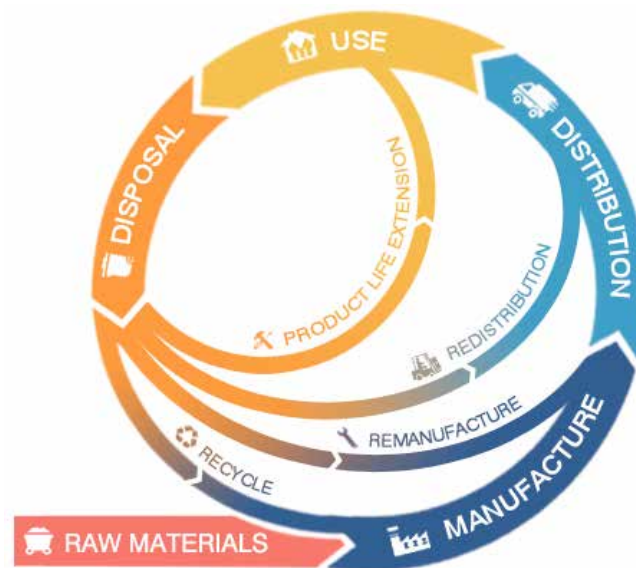 USE
DISTRIBUTION
DISPOSAL
PRODUCT LIFE EXTENSION
REDISTRIBUTION
REMANUFACTURE
RECYCLE
MANUFACTURE
RAW MATERIALS